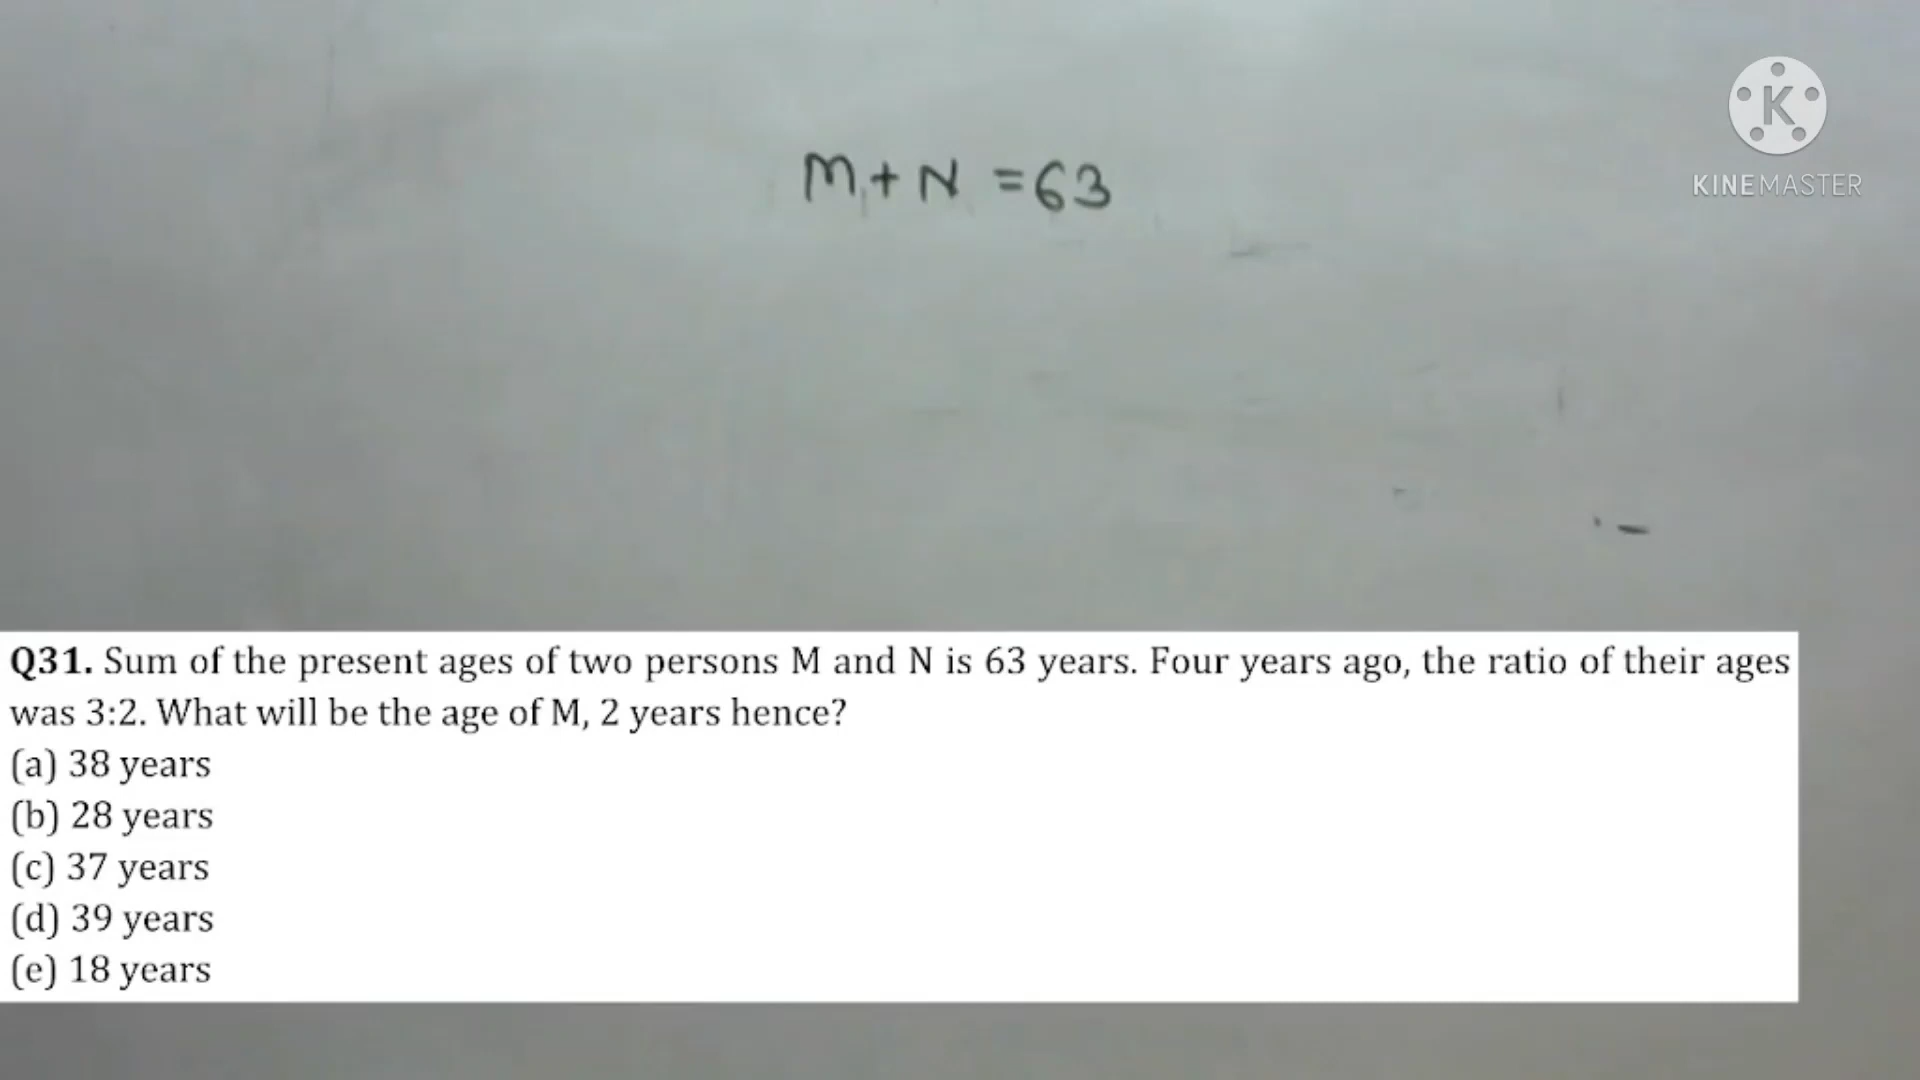 M+N =63
K
KINEMASTER
Q31. Sum of the present ages of two persons M and N is 63 years. Four years ago, the ratio of their ages
was 3:2. What will be the age of M, 2 years hence?
(a) 38 years
(b) 28 years
(c) 37 years
(d) 39 years
(e) 18 years